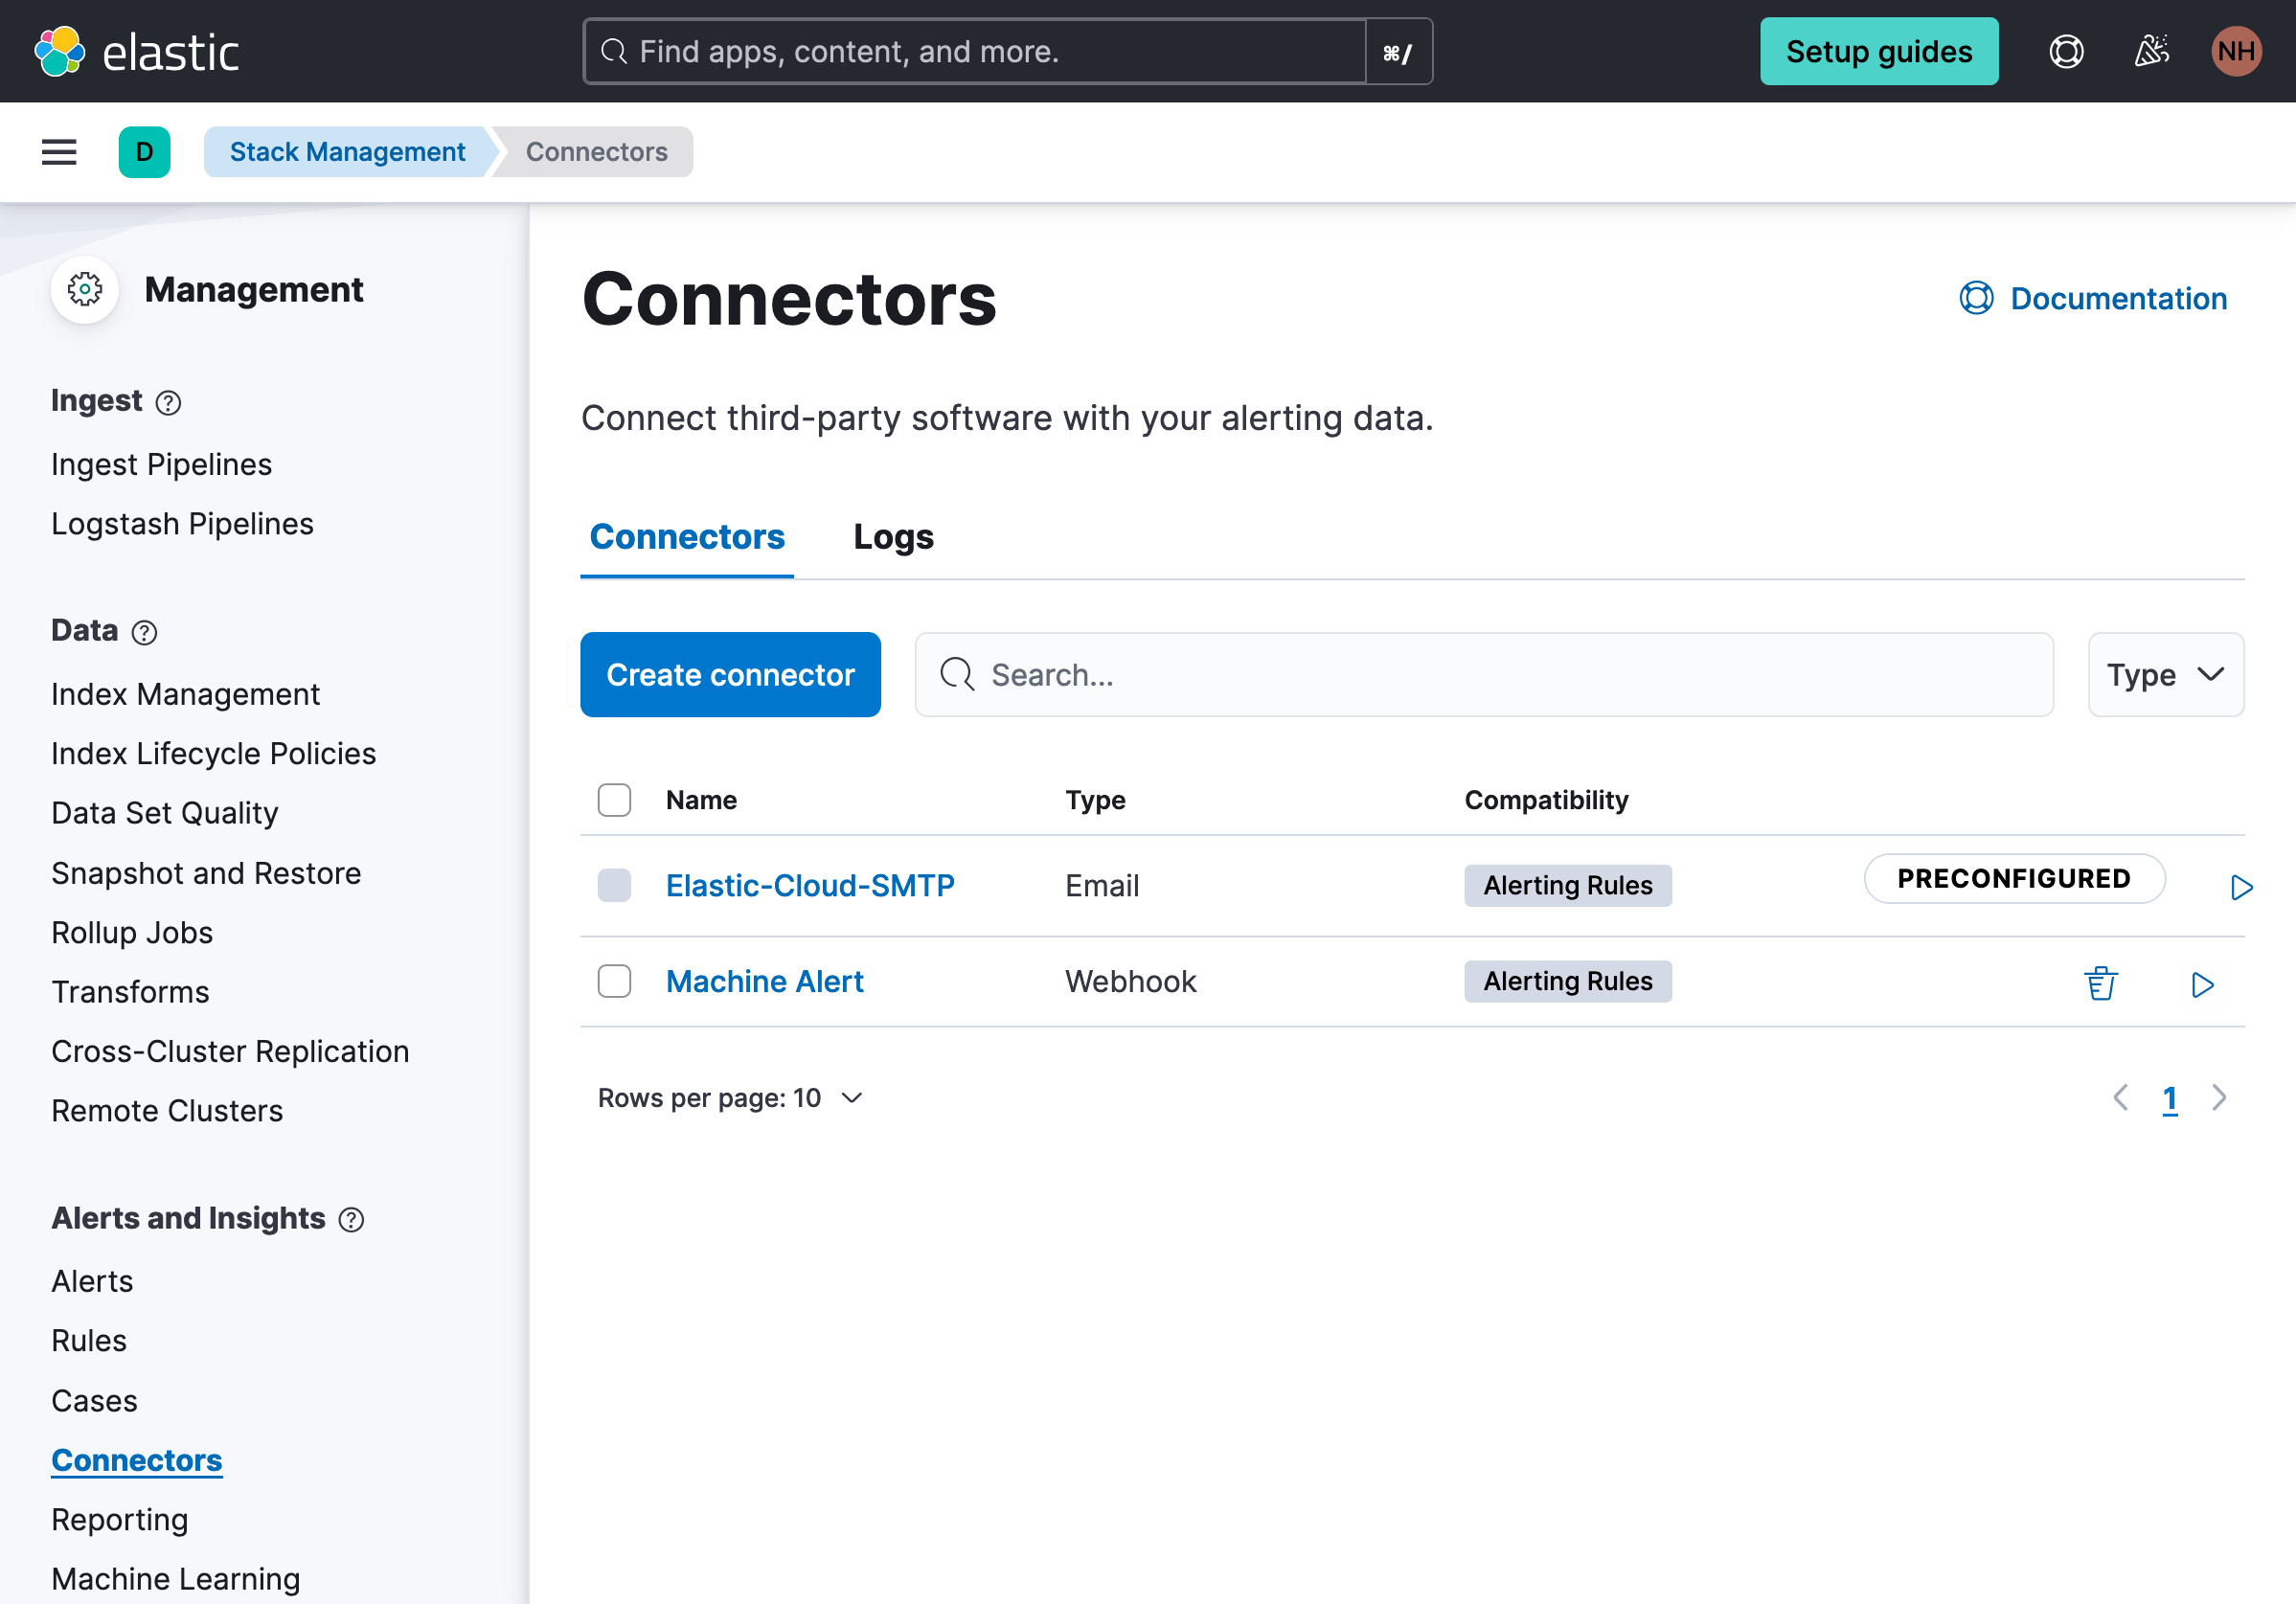 elastic
Find apps, content, and more.
⌘/
Setup guides
NH
D
Stack Management
Connectors
Management
Ingest
Ingest Pipelines
Logstash Pipelines
Data
Index Management
Index Lifecycle Policies
Data Set Quality
Snapshot and Restore
Rollup Jobs
Transforms
Cross-Cluster Replication
Remote Clusters
Alerts and Insights
Alerts
Rules
Cases
Connectors
Reporting
Machine Learning
Connectors
Documentation
Connect third-party software with your alerting data.
Connectors Logs
Create connector Search... Type
Name Type Compatibility
Elastic-Cloud-SMTP Email Alerting Rules PRECONFIGURED
Machine Alert Webhook Alerting Rules
Rows per page: 10 1